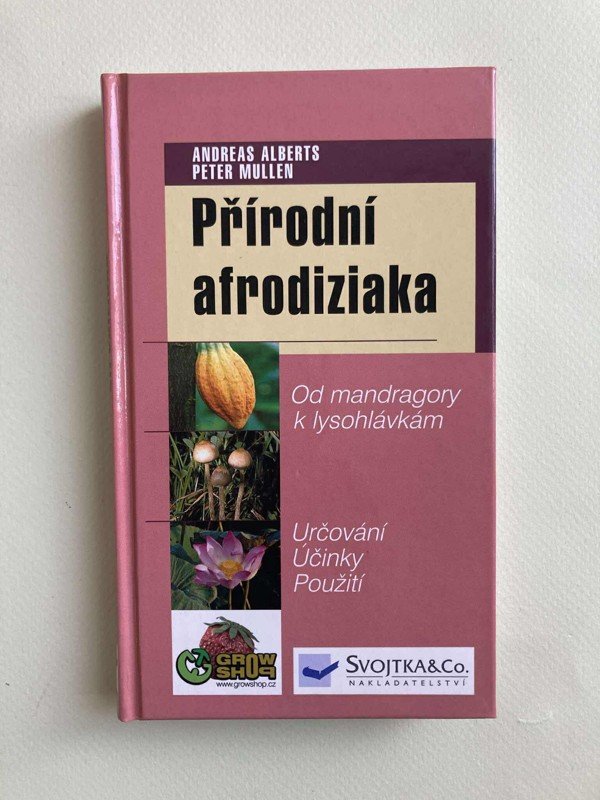 ANDREAS ALBERTS
PETER MULLEN
Přírodní
afrodiziaka
Od mandragory
k lysohlávkám
Určování
Účinky
Použití
GROW
SHOP
www.growshop.cz
SVOJTKA&CO.
NAKLADATELSTVÍ